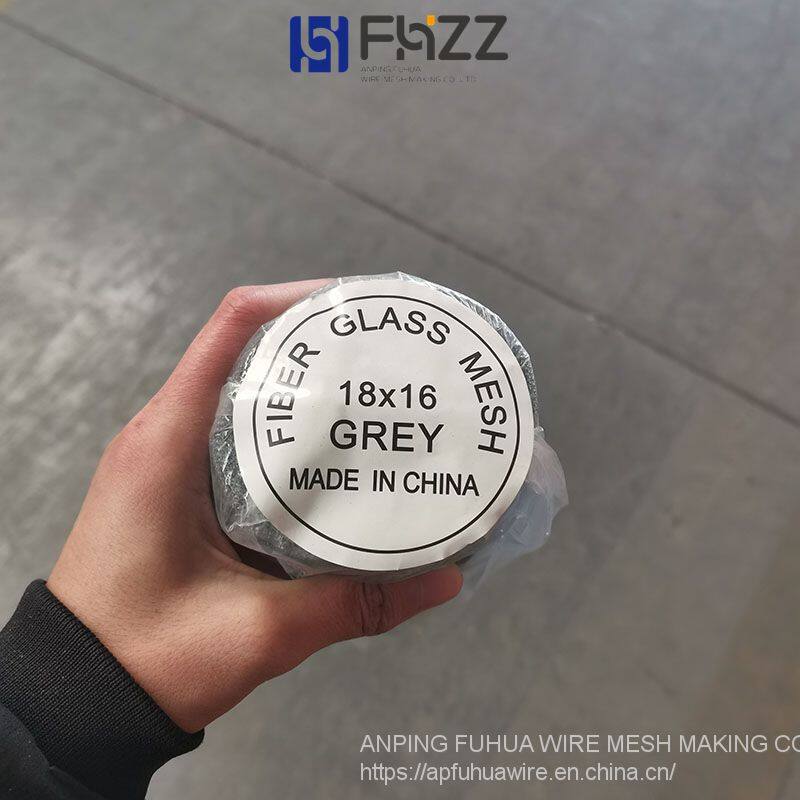 FHZZ
ANPING FUHUA
WIRE MESH MAKING CO., LTD
FIBER GLASS MESH
18x16
GREY
MADE IN CHINA
ANPING FUHUA WIRE MESH MAKING CO
https://apfuhuawire.en.china.cn/